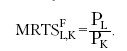 MRTS^F_{L,K} = P_L / P_K.